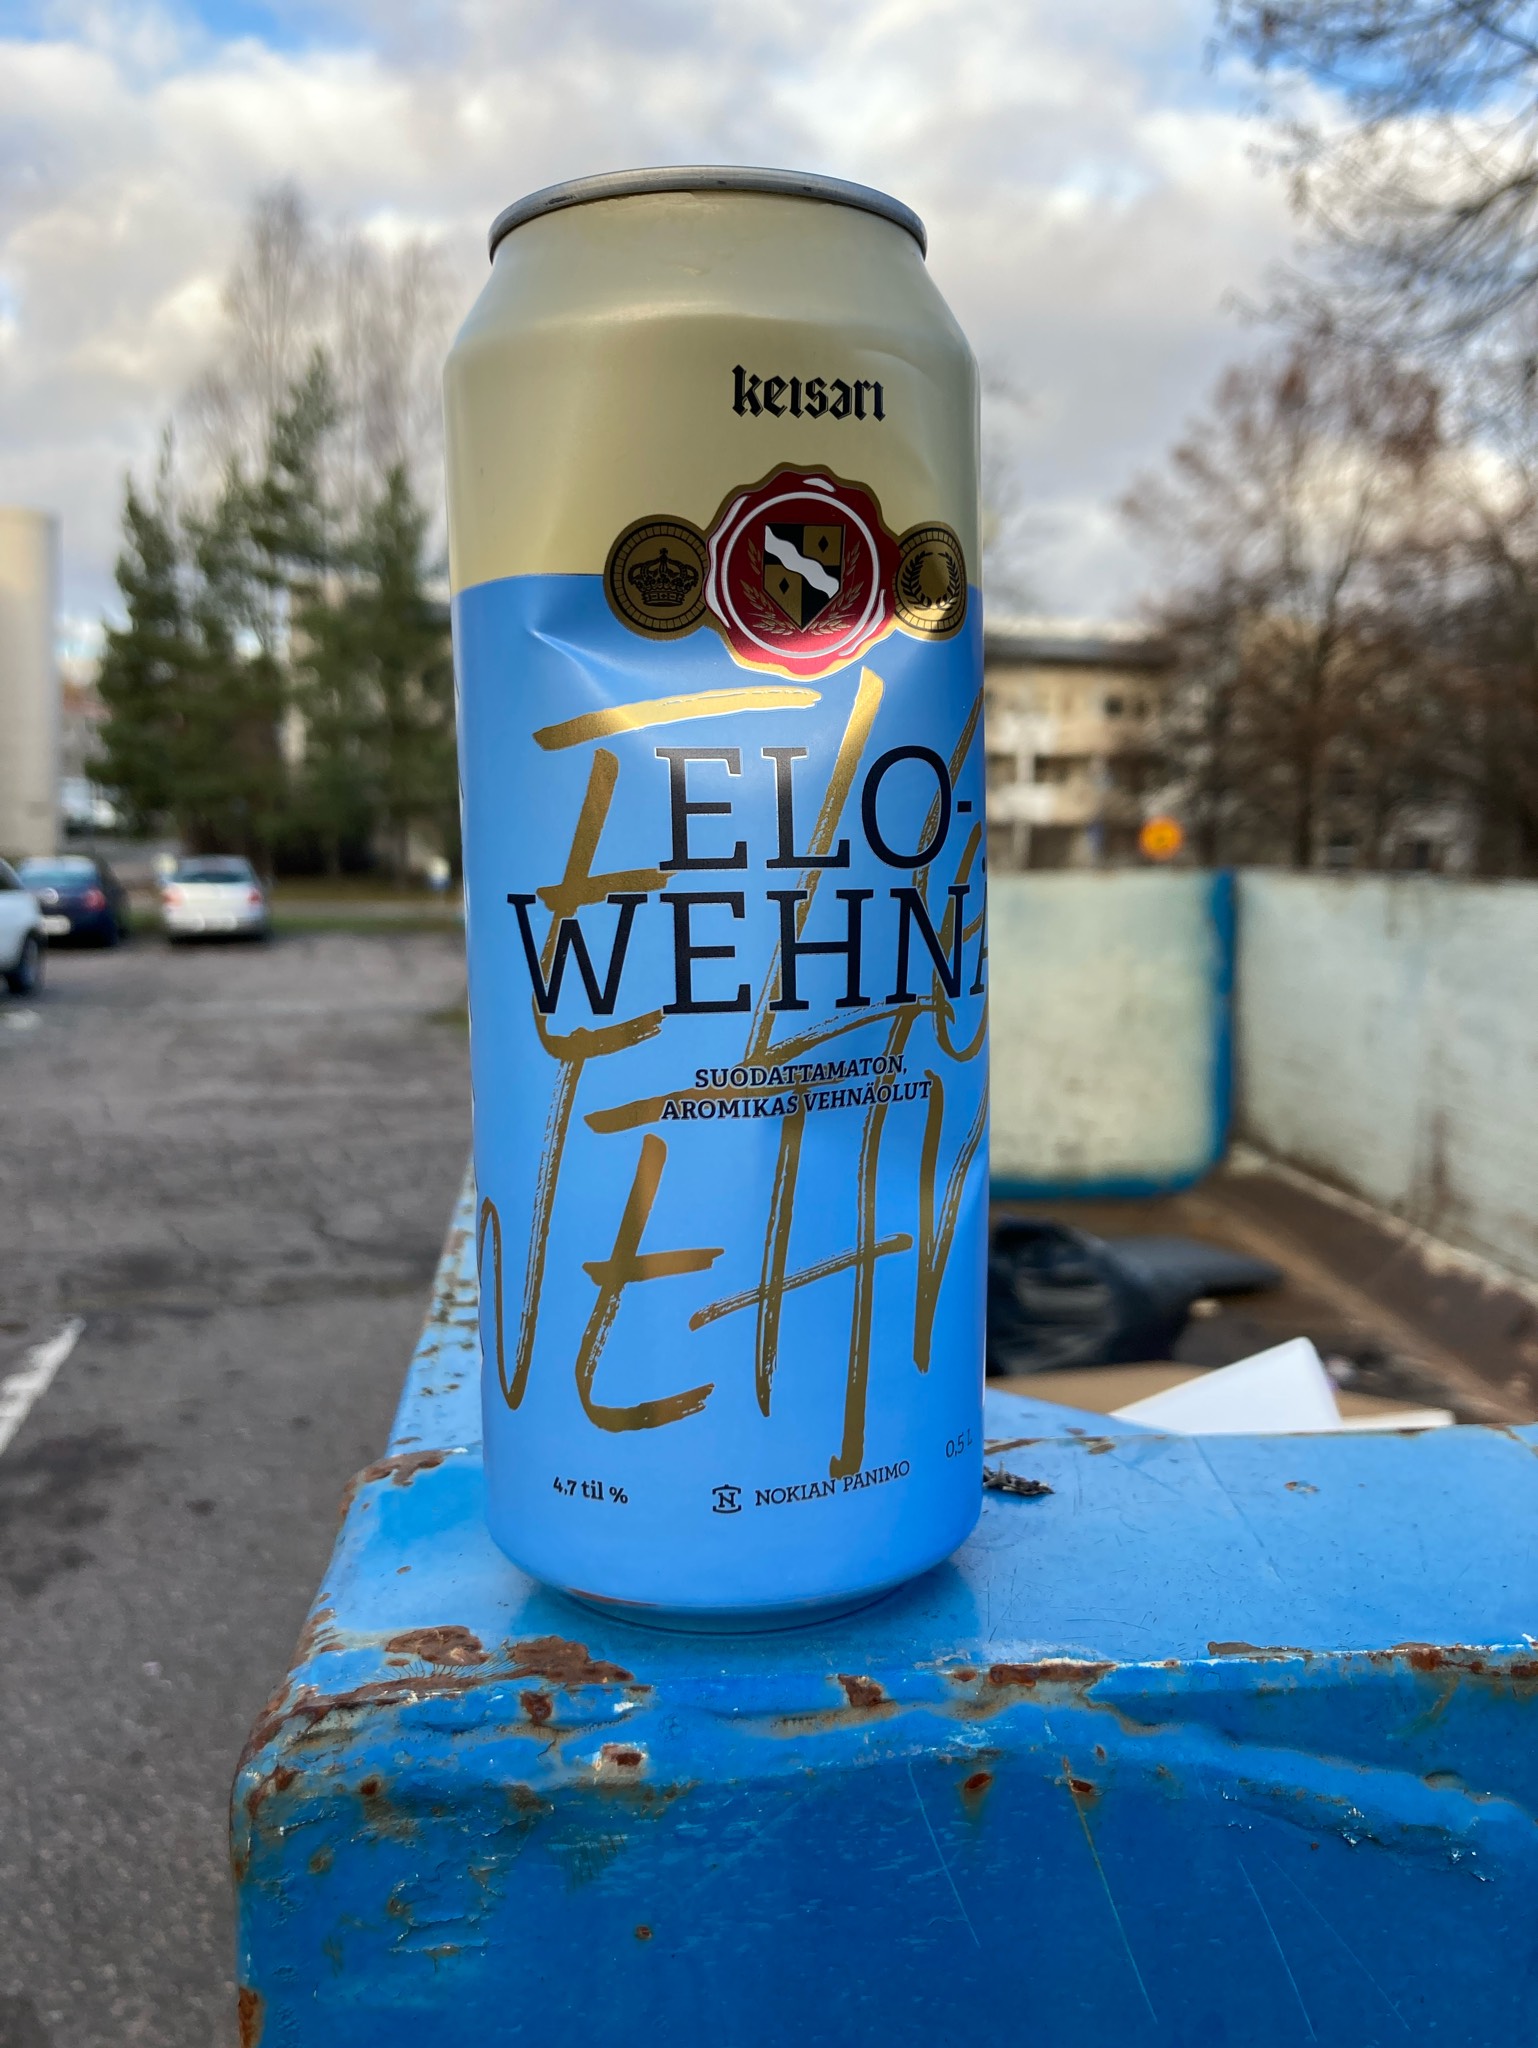 keisari
ELO-
WEHNÄ
SUODATTAMATON,
AROMIKAS VEHNÄOLUT
4,7 til %
N NOKIAN PANIMO
0,5 L